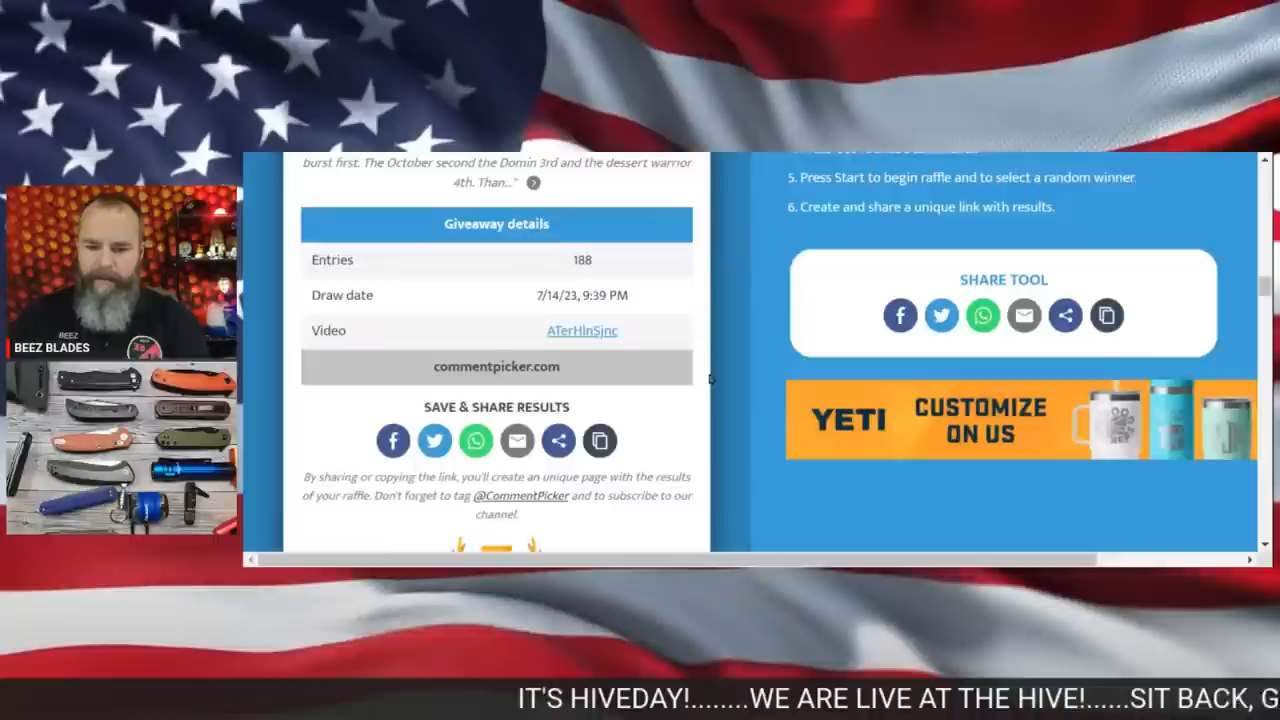 burst first. The October second the Domin 3rd and the dessert warrior
4th. Than..."
Giveaway details
Entries 188
Draw date 7/14/23, 9:39 PM
Video ATerHlnSjnc
commentpicker.com
SAVE & SHARE RESULTS
By sharing or copying the link, you'll create an unique page with the results
of your raffle. Don't forget to tag @CommentPicker and to subscribe to our
channel.
5. Press Start to begin raffle and to select a random winner.
6. Create and share a unique link with results.
SHARE TOOL
YETI
CUSTOMIZE
ON US
BEEZ
BEEZ BLADES
IT'S HIVEDAY!.......WE ARE LIVE AT THE HIVE!......SIT BACK, G